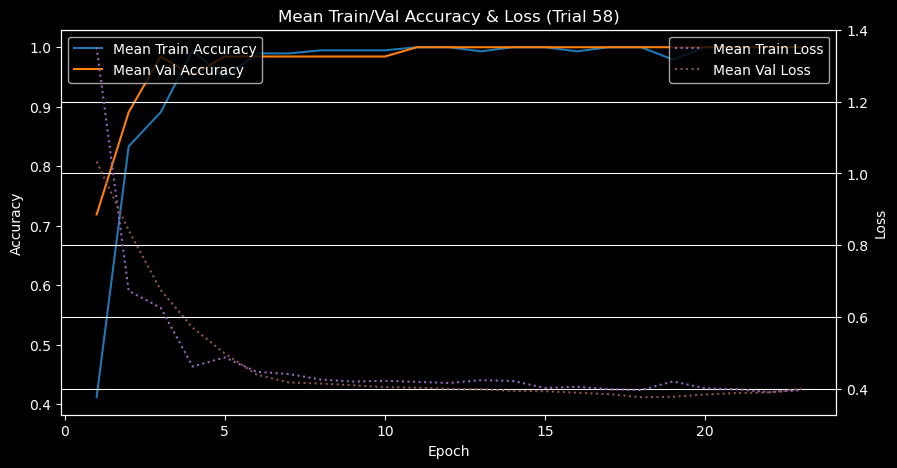 Mean Train/Val Accuracy & Loss (Trial 58)
Mean Train Accuracy
Mean Val Accuracy
Mean Train Loss
Mean Val Loss
1.0
0.9
0.8
0.7
0.6
0.5
0.4
Accuracy
1.4
1.2
1.0
0.8
0.6
0.4
Loss
0 5 10 15 20
Epoch